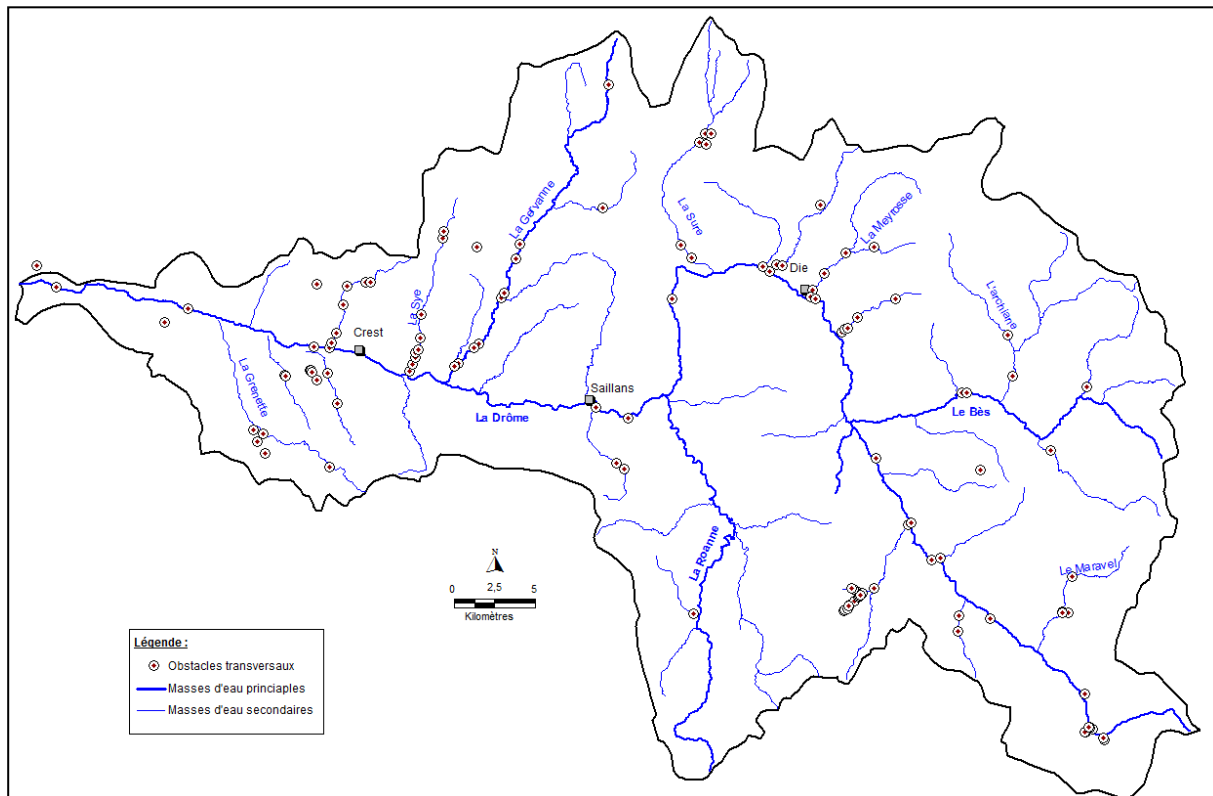 La Gervanne
La Sure
La Meyrosse
Die
L'archiane
La Sye
Crest
La Grenette
Saillans
La Drôme
Le Bès
La Roanne
Le Maravel
N
0 2,5 5
Kilomètres
Légende :
Obstacles transversaux
Masses d'eau princiaples
Masses d'eau secondaires